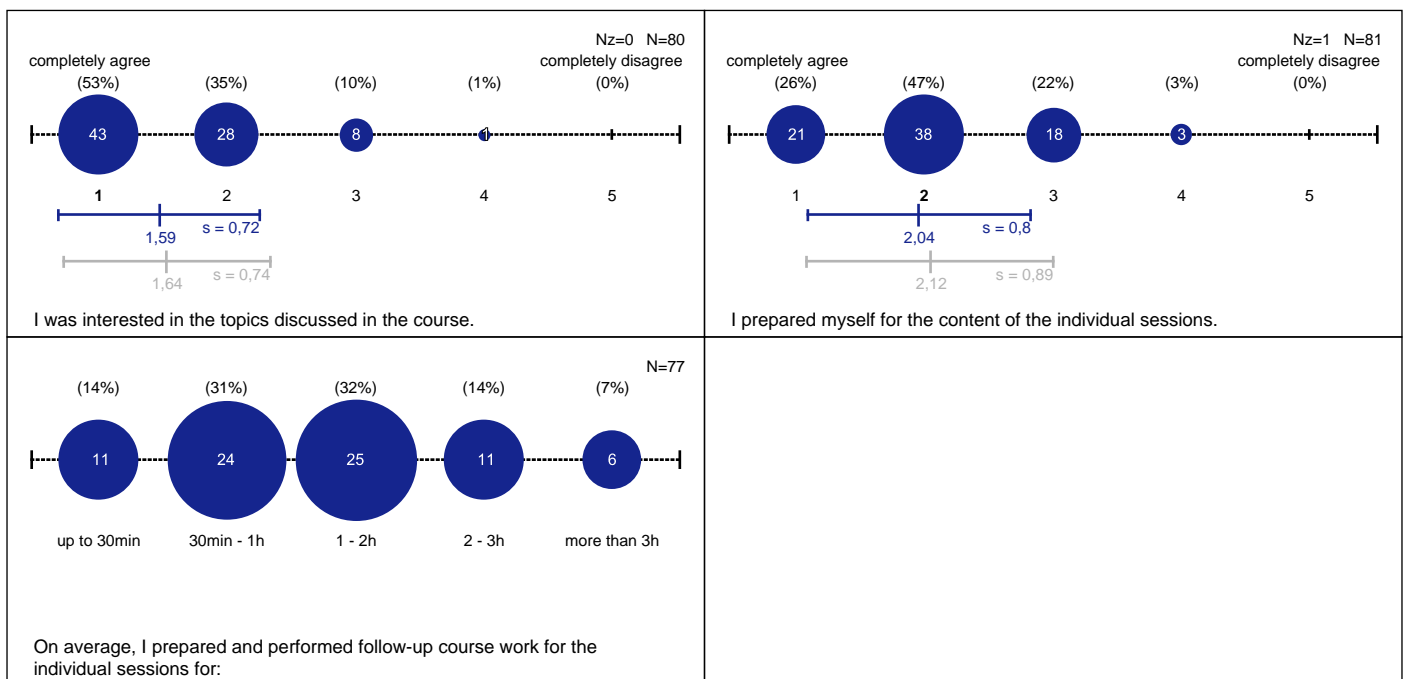 Nz=0 N=80
completely agree completely disagree
(53%) (35%) (10%) (1%) (0%)
43 28 8 1
1 2 3 4 5
s = 0,72
1,59
s = 0,74
1,64
I was interested in the topics discussed in the course.
Nz=1 N=81
completely agree completely disagree
(26%) (47%) (22%) (3%) (0%)
21 38 18 3
1 2 3 4 5
s = 0,8
2,04
s = 0,89
2,12
I prepared myself for the content of the individual sessions.
N=77
(14%) (31%) (32%) (14%) (7%)
11 24 25 11 6
up to 30min 30min - 1h 1 - 2h 2 - 3h more than 3h
On average, I prepared and performed follow-up course work for the
individual sessions for: